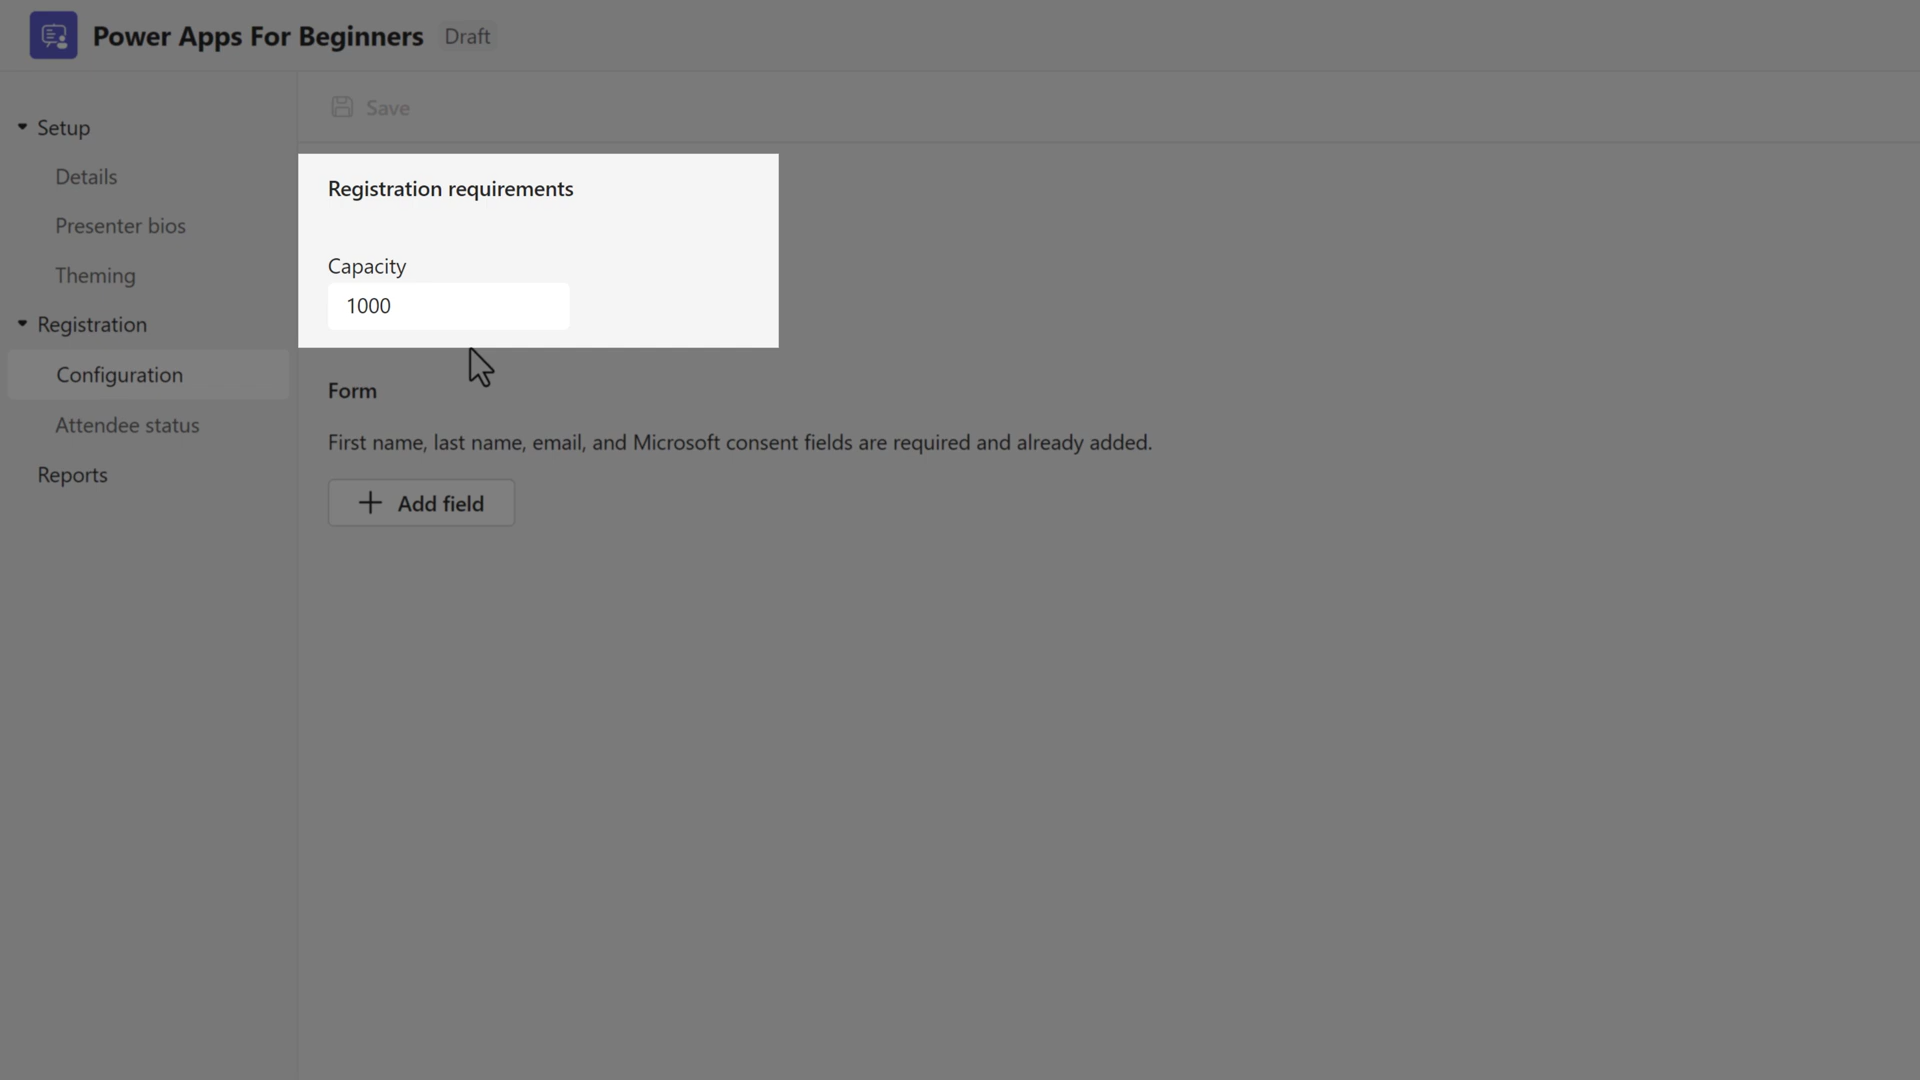 Power Apps For Beginners Draft
Save
Setup
Details
Presenter bios
Theming
Registration
Configuration
Attendee status
Reports
Registration requirements
Capacity
1000
Form
First name, last name, email, and Microsoft consent fields are required and already added.
Add field